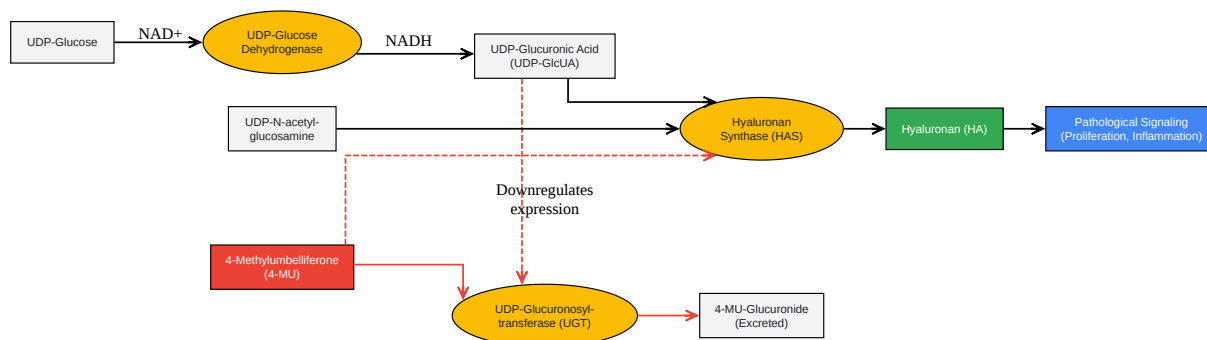 UDP-Glucose
NAD+
UDP-Glucose
Dehydrogenase
NADH
UDP-Glucuronic Acid
(UDP-GlcUA)
UDP-N-acetyl-
glucosamine
Hyaluronan
Synthase (HAS)
Hyaluronan (HA)
Pathological Signaling
(Proliferation, Inflammation)
Downregulates
expression
4-Methylumbelliferone
(4-MU)
UDP-Glucuronosyl-
transferase (UGT)
4-MU-Glucuronide
(Excreted)